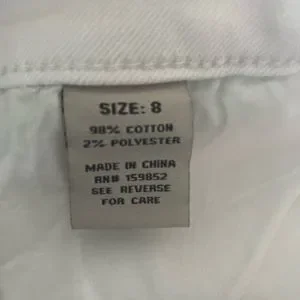 SIZE: 8
98% COTTON
2% POLYESTER
MADE IN CHINA
RN# 159852
SEE REVERSE
FOR CARE